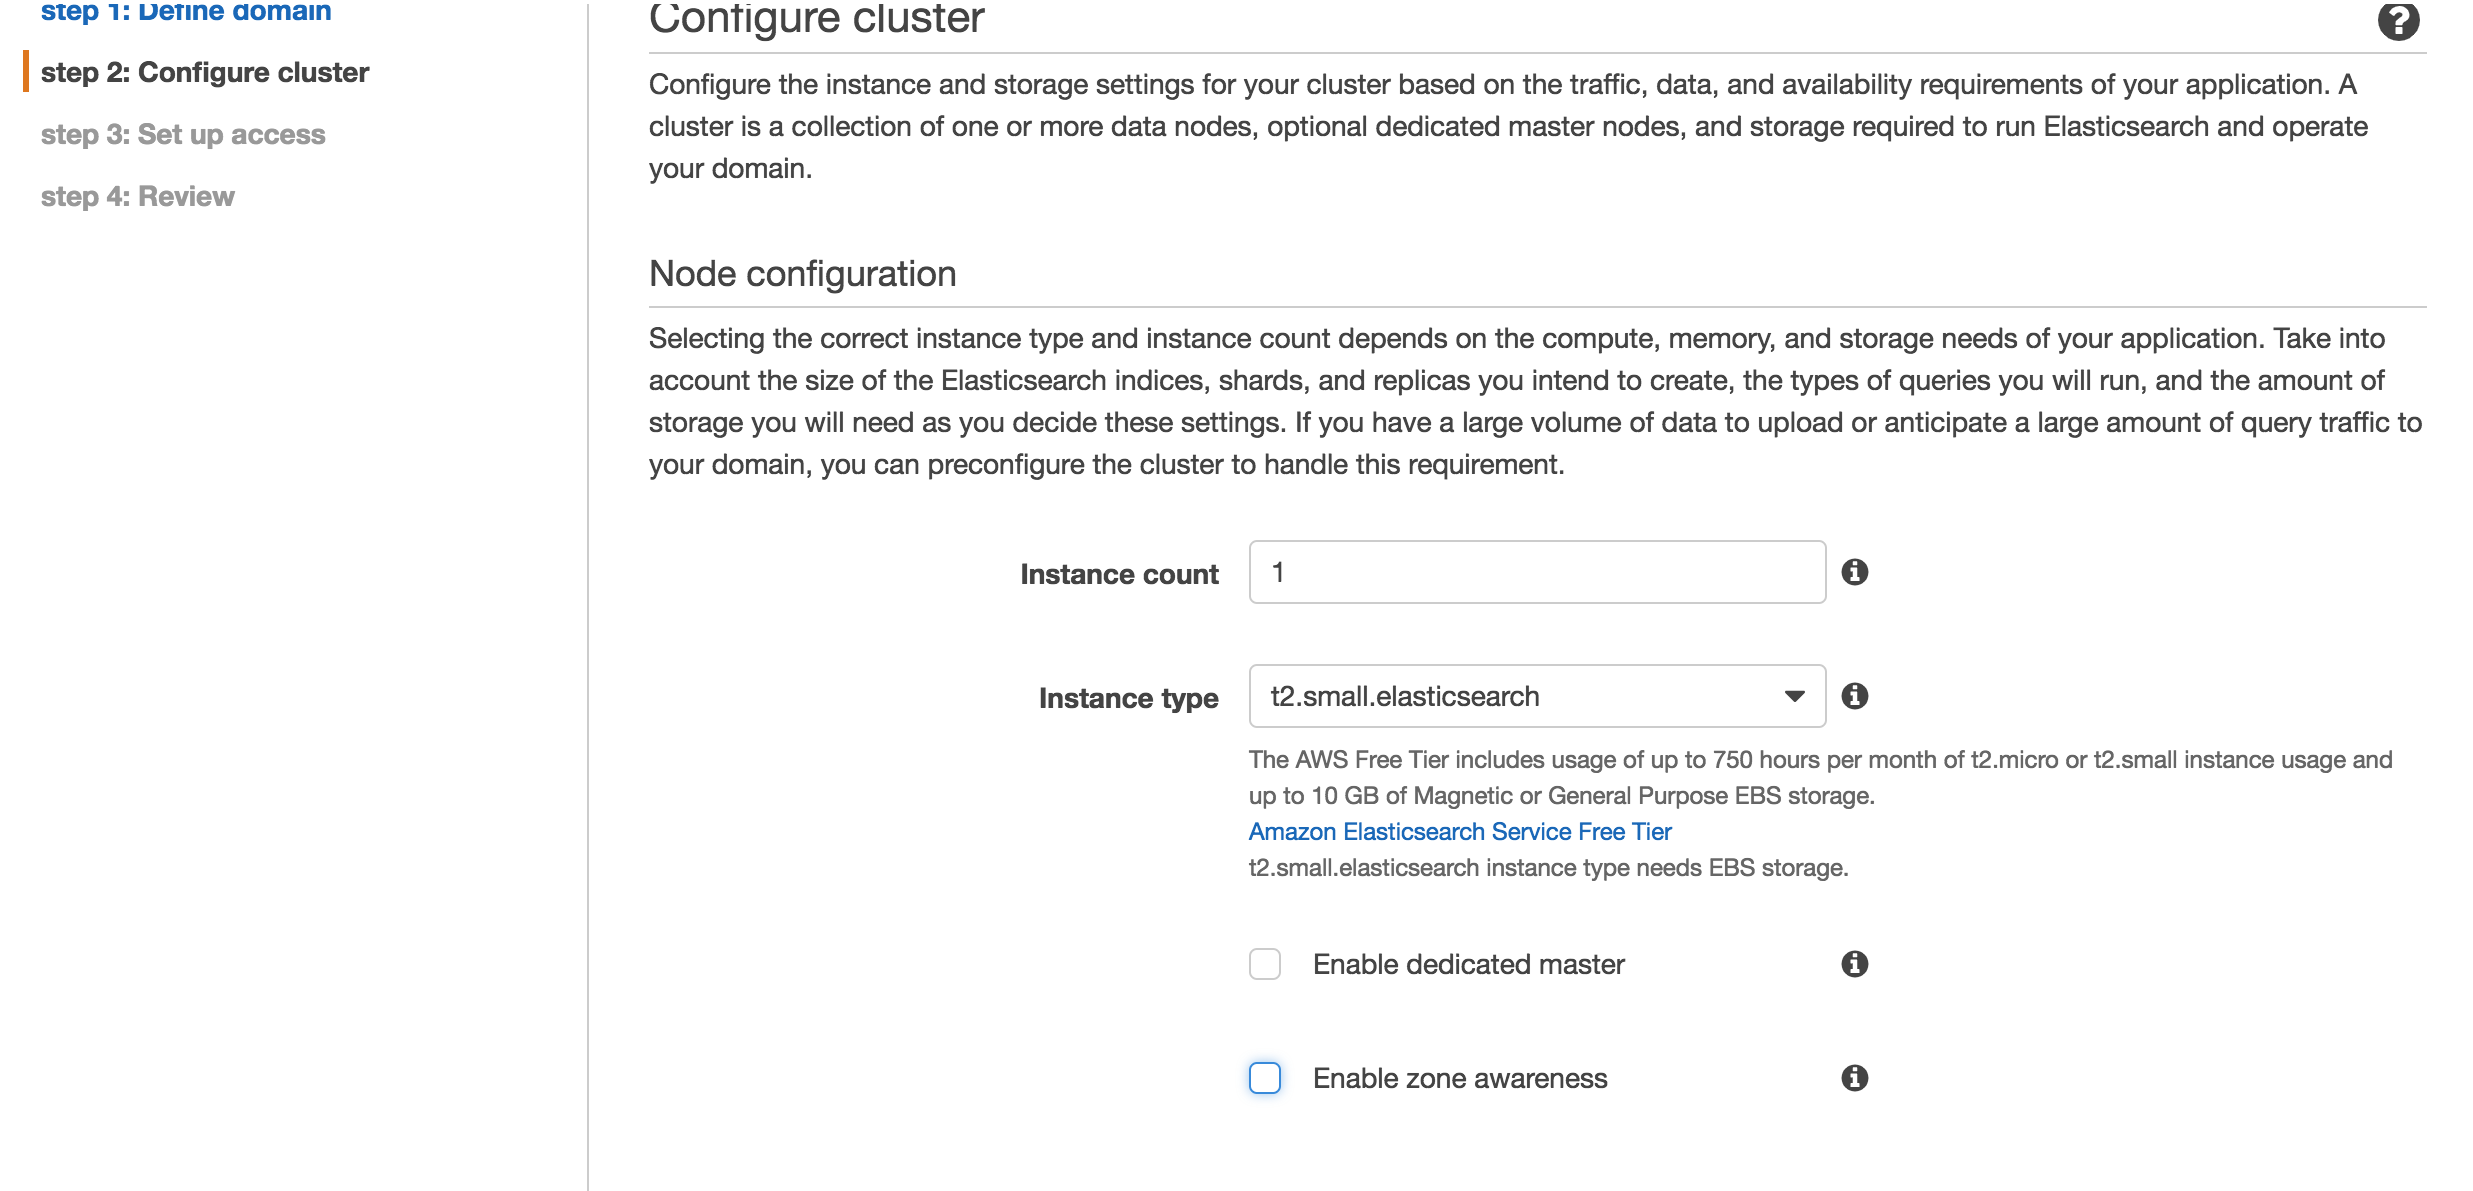 step 1: Define domain
step 2: Configure cluster
step 3: Set up access
step 4: Review
Configure cluster
Configure the instance and storage settings for your cluster based on the traffic, data, and availability requirements of your application. A
cluster is a collection of one or more data nodes, optional dedicated master nodes, and storage required to run Elasticsearch and operate
your domain.
Node configuration
Selecting the correct instance type and instance count depends on the compute, memory, and storage needs of your application. Take into
account the size of the Elasticsearch indices, shards, and replicas you intend to create, the types of queries you will run, and the amount of
storage you will need as you decide these settings. If you have a large volume of data to upload or anticipate a large amount of query traffic to
your domain, you can preconfigure the cluster to handle this requirement.
Instance count 1
Instance type t2.small.elasticsearch
The AWS Free Tier includes usage of up to 750 hours per month of t2.micro or t2.small instance usage and
up to 10 GB of Magnetic or General Purpose EBS storage.
Amazon Elasticsearch Service Free Tier
t2.small.elasticsearch instance type needs EBS storage.
Enable dedicated master
Enable zone awareness